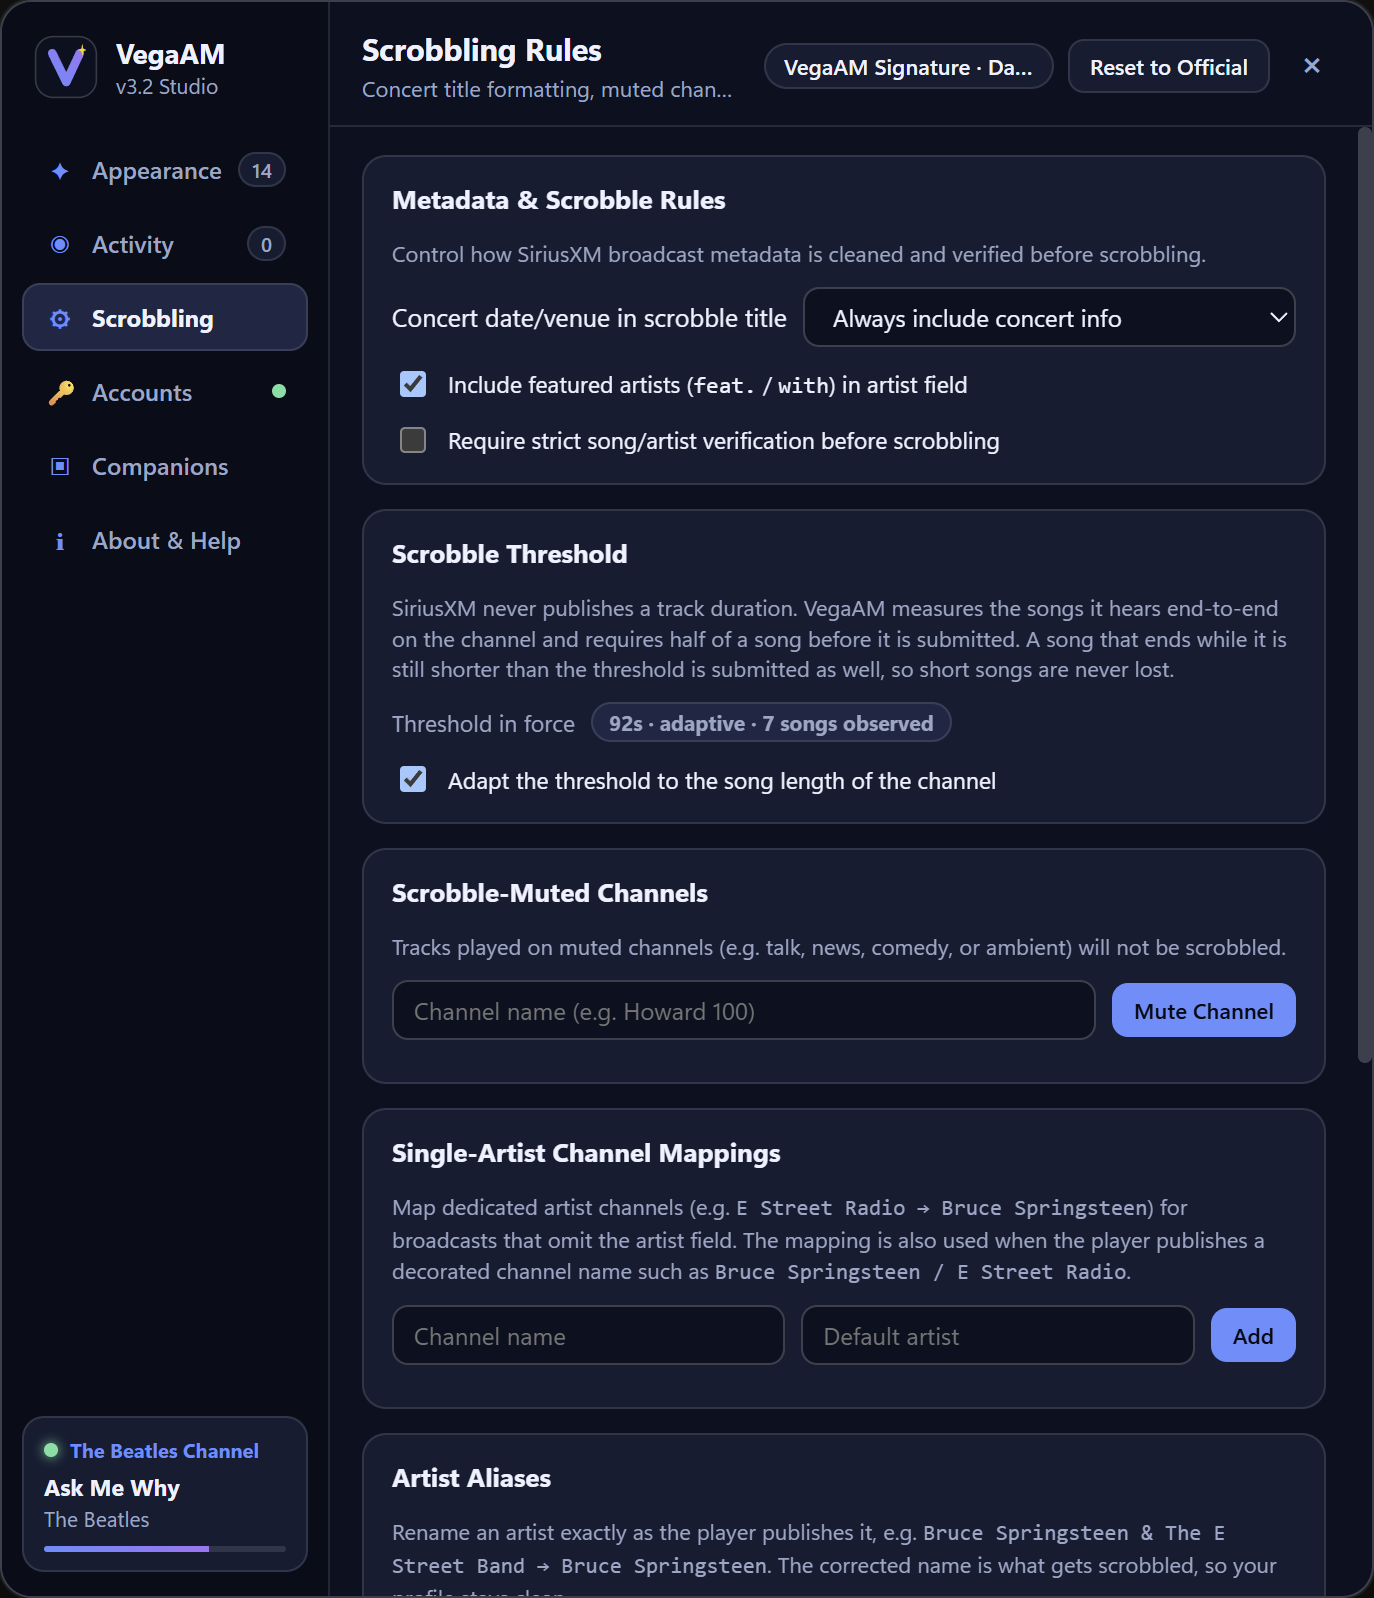 VegaAM
v3.2 Studio
Appearance 14
Activity 0
Scrobbling
Accounts
Companions
About & Help
The Beatles Channel
Ask Me Why
The Beatles
Scrobbling Rules
Concert title formatting, muted chan...
VegaAM Signature · Da...
Reset to Official
Metadata & Scrobble Rules
Control how SiriusXM broadcast metadata is cleaned and verified before scrobbling.
Concert date/venue in scrobble title
Always include concert info
Include featured artists (feat. / with) in artist field
Require strict song/artist verification before scrobbling
Scrobble Threshold
SiriusXM never publishes a track duration. VegaAM measures the songs it hears end-to-end
on the channel and requires half of a song before it is submitted. A song that ends while it is
still shorter than the threshold is submitted as well, so short songs are never lost.
Threshold in force 92s · adaptive · 7 songs observed
Adapt the threshold to the song length of the channel
Scrobble-Muted Channels
Tracks played on muted channels (e.g. talk, news, comedy, or ambient) will not be scrobbled.
Channel name (e.g. Howard 100)
Mute Channel
Single-Artist Channel Mappings
Map dedicated artist channels (e.g. E Street Radio → Bruce Springsteen) for
broadcasts that omit the artist field. The mapping is also used when the player publishes a
decorated channel name such as Bruce Springsteen / E Street Radio.
Channel name
Default artist
Add
Artist Aliases
Rename an artist exactly as the player publishes it, e.g. Bruce Springsteen & The E
Street Band → Bruce Springsteen. The corrected name is what gets scrobbled, so your